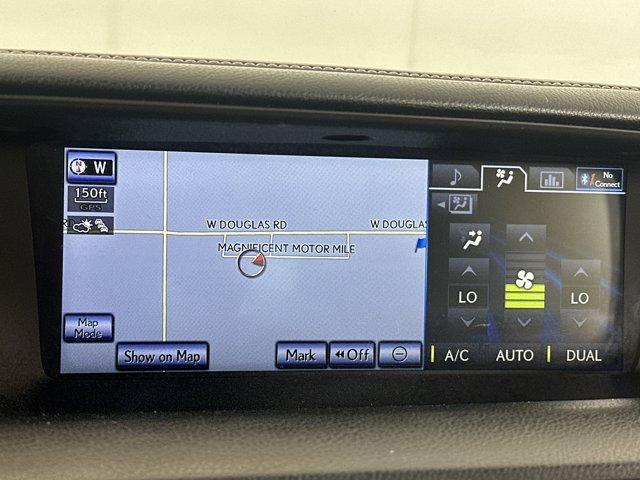 W
150ft
GPS
W DOUGLAS RD
W DOUGLAS
MAGNIFICENT MOTOR MILE
Map
Mode
Show on Map
Mark
Off
No
Connect
LO
LO
A/C
AUTO
DUAL